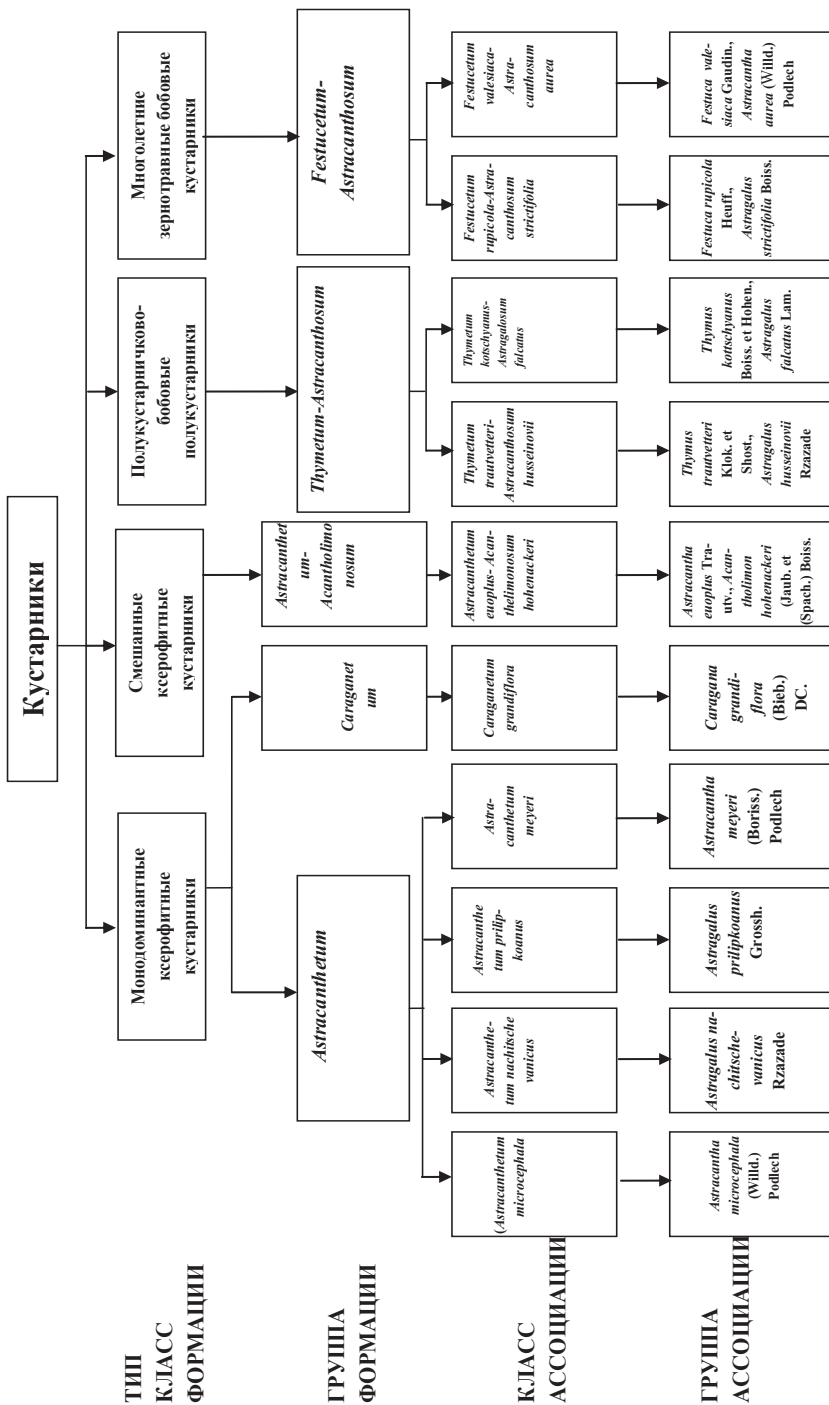 Кустарники
ТИП
КЛАСС
ФОРМАЦИИ
Монодоминантные
ксерофитные
кустарники
Смешанные
ксерофитные
кустарники
Полукустарничково-
бобовые
полукустарники
Многолетние
зернотравные бобовые
кустарники
ГРУППА
ФОРМАЦИИ
Astracanthetum
Caraganet
um
Astracanthet
um-
Acantholimo
nosum
Thymetum-Astracanthosum
Festucetum-
Astracanthosum
КЛАСС
АССОЦИАЦИИ
(Astracanthetum
microcephala
Astracanthe-
tum nachitsche
vanicus
Astracanthe
tum prilip-
koanus
Astra-
canthetum
meyeri
Caraganetum
grandiflora
Astracanthetum
euoplus- Acan-
thelimonosum
hohenackeri
Thymetum
trautvetteri-
Astracanthosum
husseinovii
Thymetum
kotschyanus-
Astragalosum
falcatus
Festucetum
rupicola-Astra-
canthosum
strictifolia
Festucetum
valesiaca-
Astra-
canthosum
aurea
ГРУППА
АССОЦИАЦИИ
Astracantha
microcephala
(Willd.)
Podlech
Astragalus na-
chitsche-
vanicus
Rzazade
Astragalus
prilipkoanus
Grossh.
Astracantha
meyeri
(Boriss.)
Podlech
Caragana
grandi-
flora
(Bieb.)
DC.
Astracantha
euoplus Tra-
utv., Acan-
tholimon
hohenackeri
(Jaub. et
(Spach.) Boiss.
Thymus
trautvetteri
Klok. et
Shost.,
Astragalus
husseinovii
Rzazade
Thymus
kottschyanus
Boiss. et Hohen.,
Astragalus
falcatus Lam.
Festuca rupicola
Heuff.,
Astragalus
strictifolia Boiss.
Festuca vale-
siaca Gaudin.,
Astracantha
aurea (Willd.)
Podlech